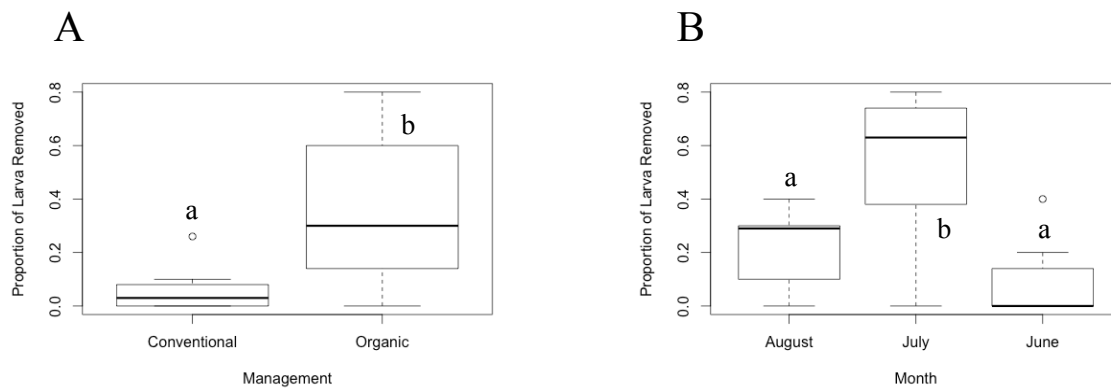 A
Proportion of Larva Removed
0.8
0.6
0.4
0.2
0.0
a
b
Conventional Organic
Management
B
Proportion of Larva Removed
0.8
0.6
0.4
0.2
0.0
a
b
a
August July June
Month